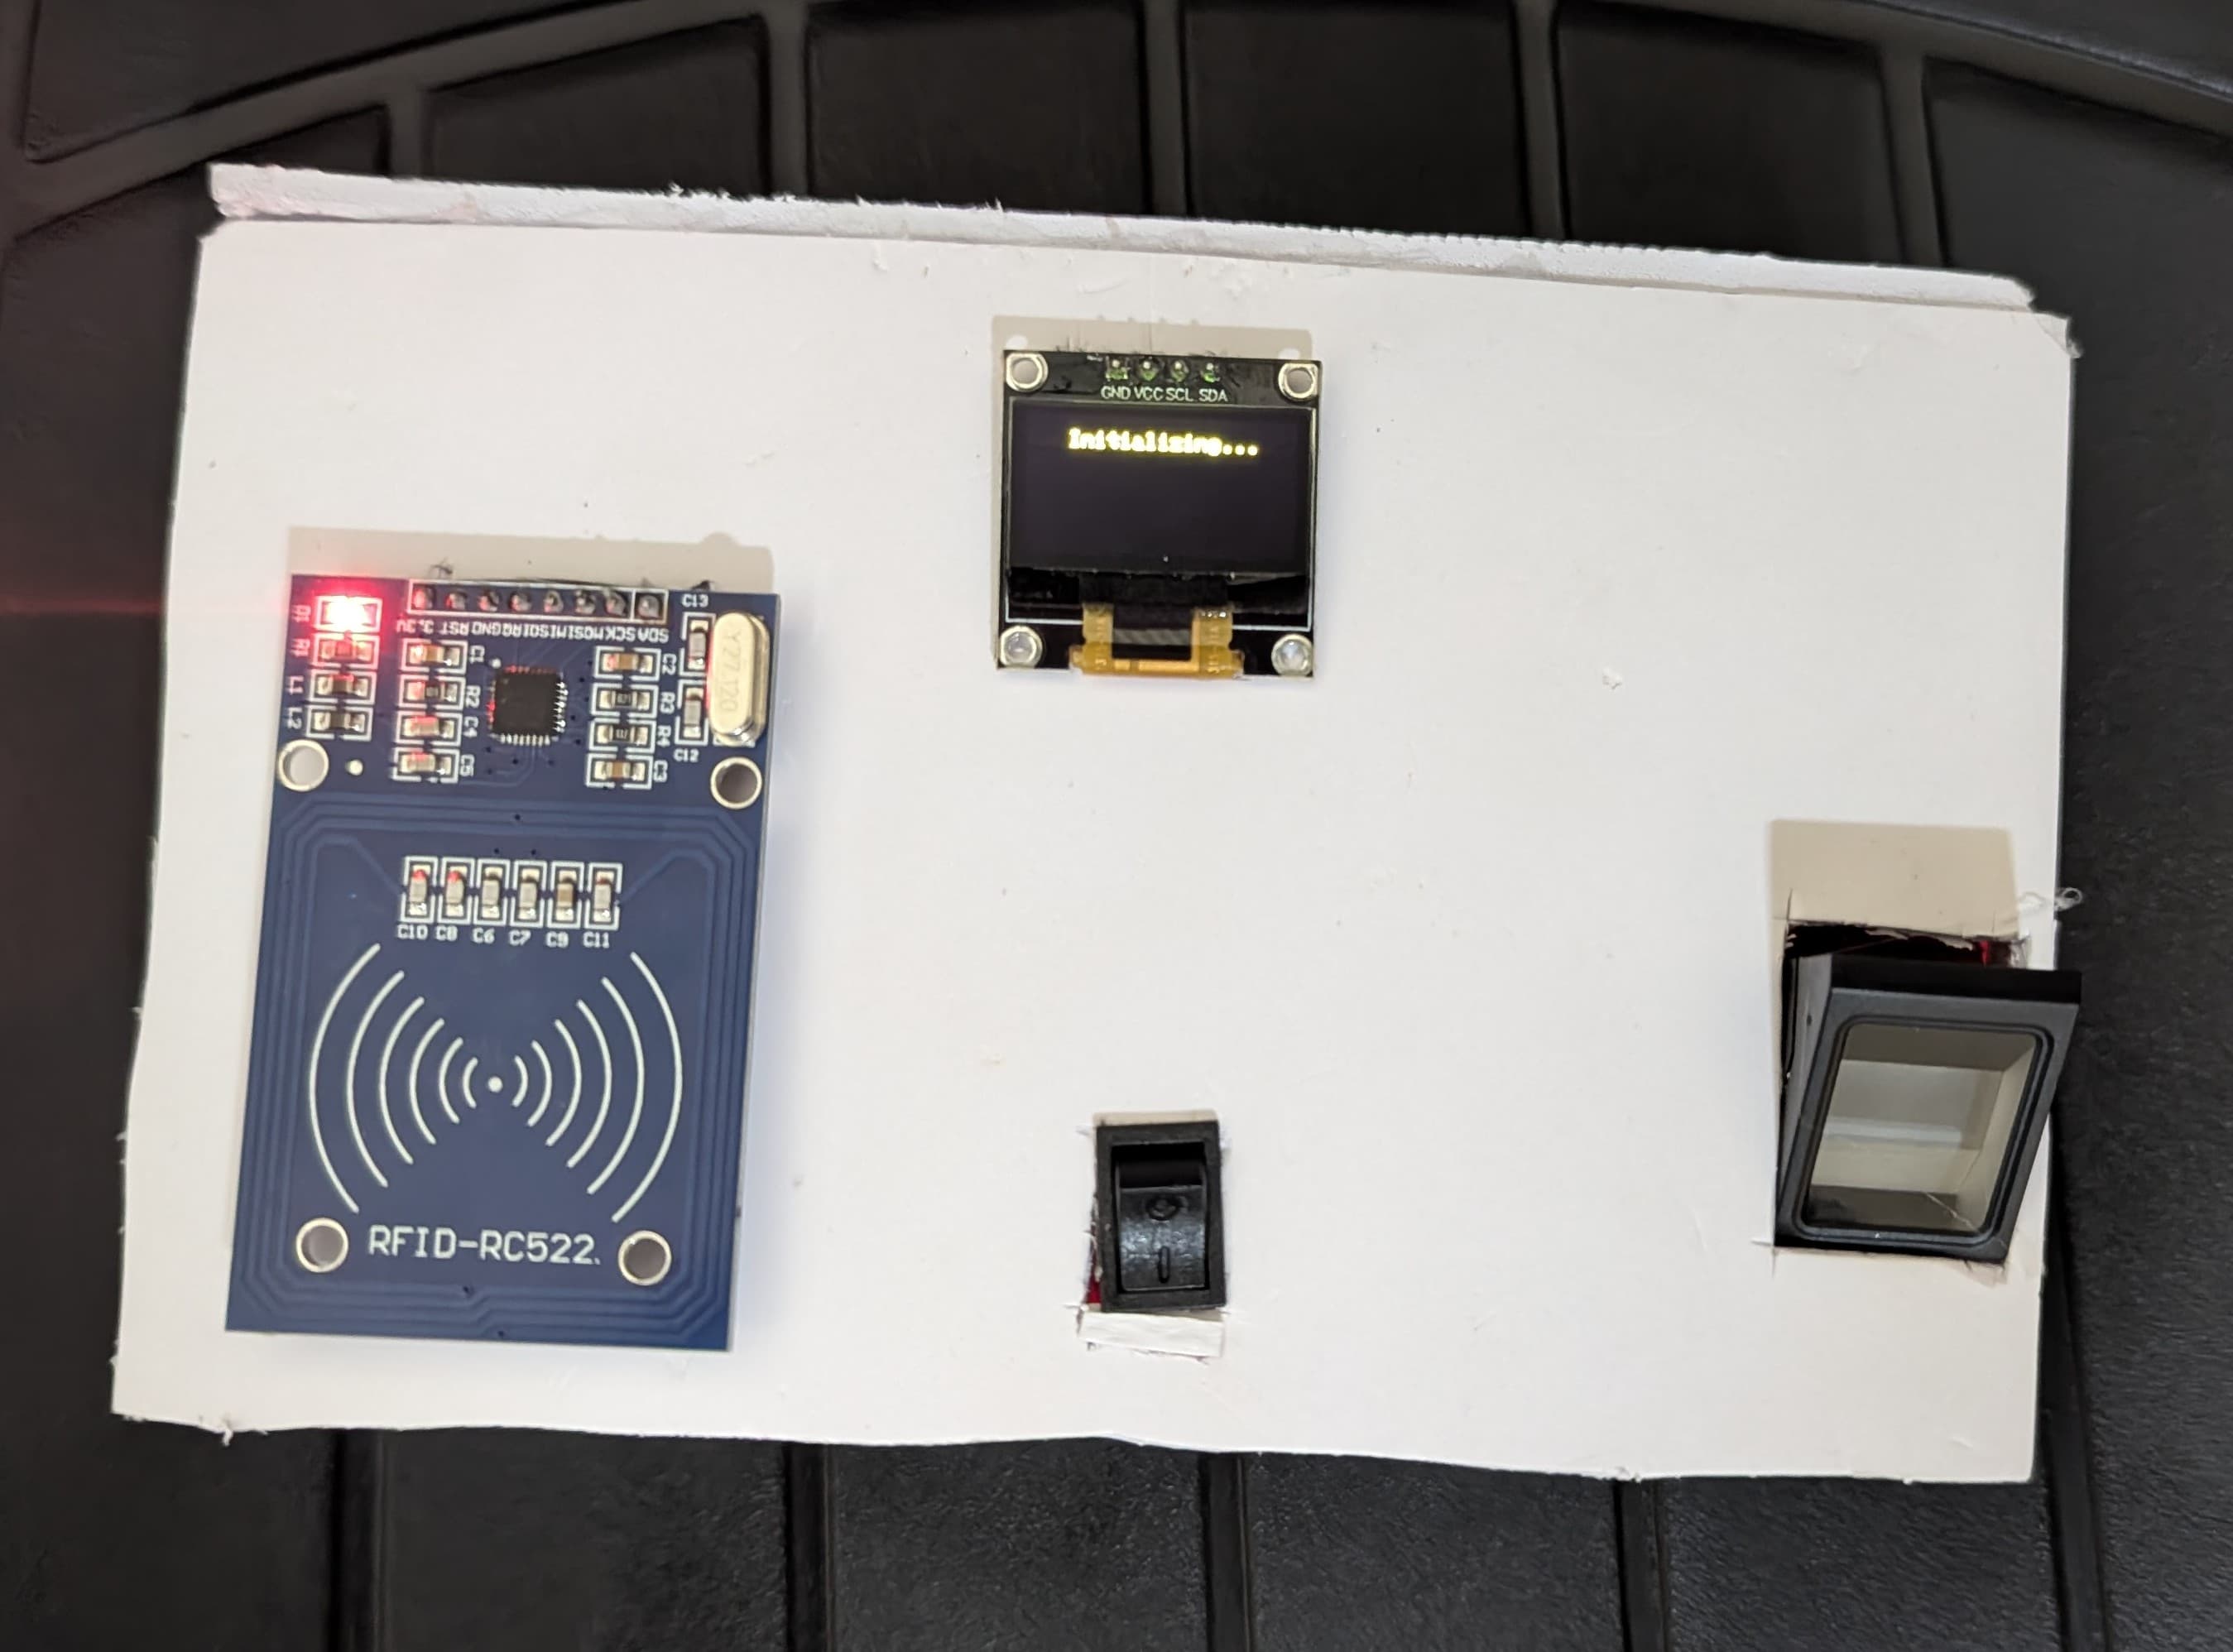 GND VCC SCL SDA
Initializing...
C13
SDA SCK MOSI MISO IRQ GND RST 3.3V
D1
R1
L1
L2
C1
R2
C4
C5
C2
R3
R4
C3
C12
Y27.120
C10 C8 C6 C7 C9 C11
RFID-RC522
O
I